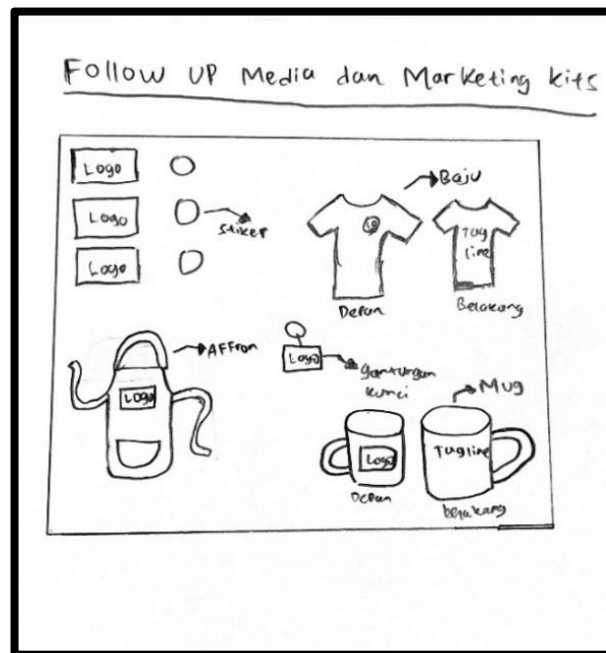 Follow UP Media dan Marketing kits
Logo
Logo
Stiker
Logo
Baju
Tag
line
Depan
Belakang
Affron
Logo
Logo
gantungan
kunci
Mug
Logo
Tagline
Depan
belakang